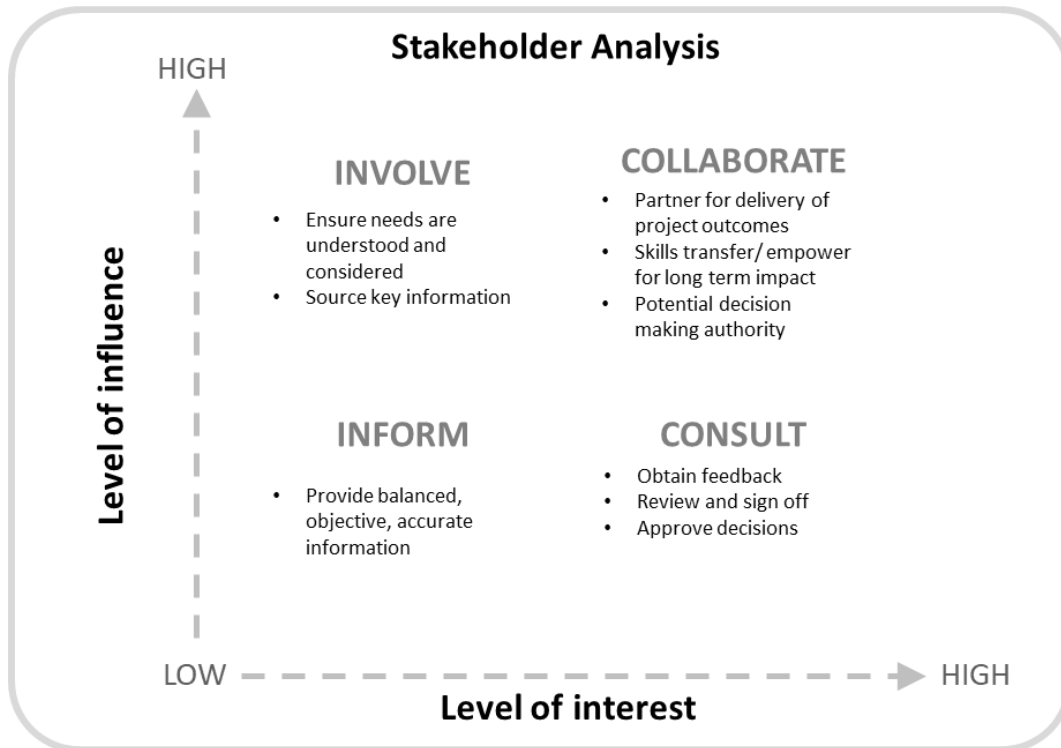 Stakeholder Analysis
HIGH
Level of influence
INVOLVE
• Ensure needs are
understood and
considered
• Source key information
COLLABORATE
• Partner for delivery of
project outcomes
• Skills transfer/ empower
for long term impact
• Potential decision
making authority
INFORM
• Provide balanced,
objective, accurate
information
CONSULT
• Obtain feedback
• Review and sign off
• Approve decisions
LOW
HIGH
Level of interest